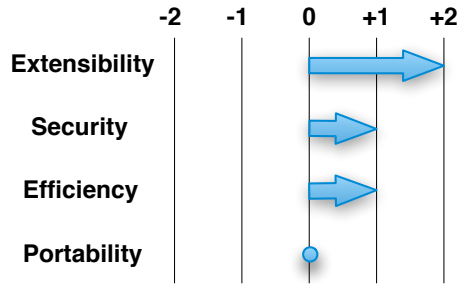 -2 -1 0 +1 +2
Extensibility
Security
Efficiency
Portability